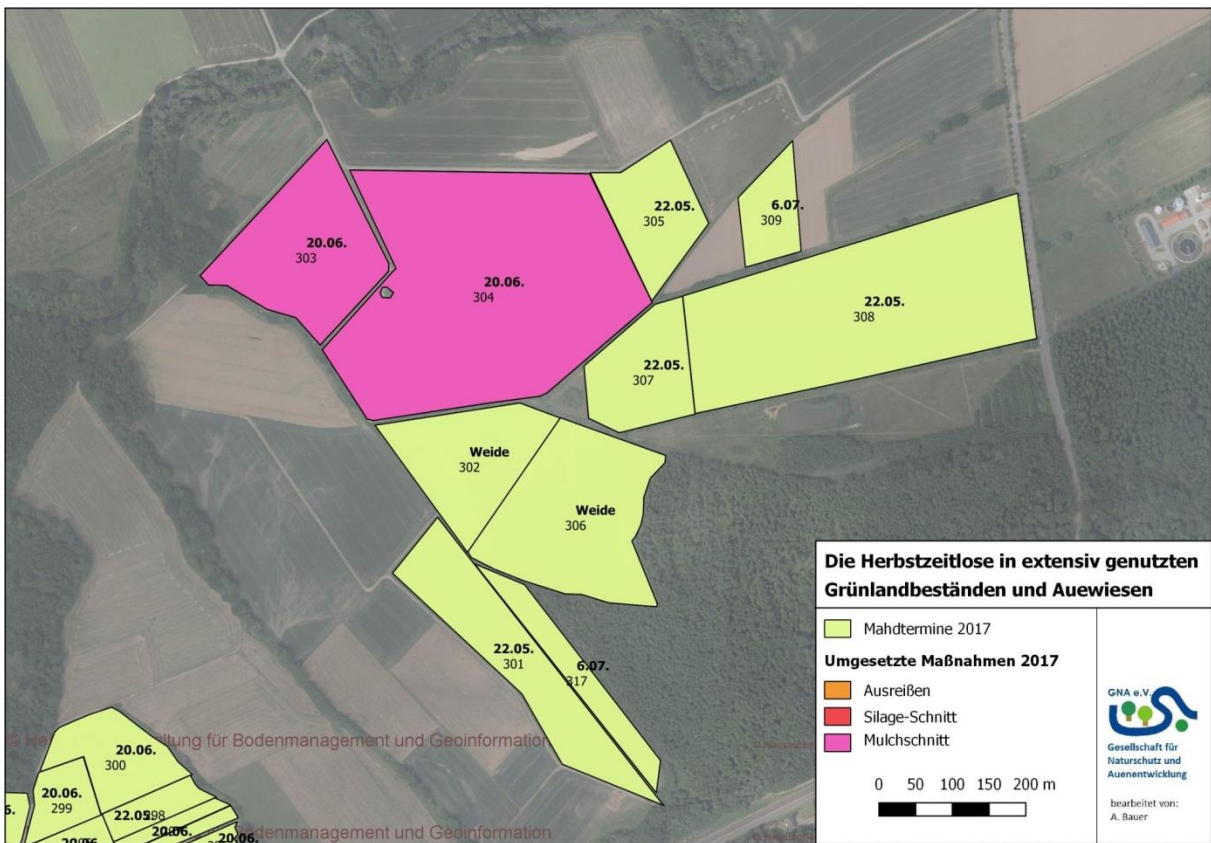 20.06.
303
20.06.
304
22.05.
305
6.07.
309
22.05.
308
22.05.
307
Weide
302
Weide
306
22.05.
301
6.07.
317
20.06.
300
20.06.
299
22.05.
298
20.06.
20.06.
Die Herbstzeitlose in extensiv genutzten
Grünlandbeständen und Auewiesen
Mahdtermine 2017
Umgesetzte Maßnahmen 2017
Ausreißen
Silage-Schnitt
Mulchschnitt
0 50 100 150 200 m
GNA e.V.
Gesellschaft für
Naturschutz und
Auenentwicklung
bearbeitet von:
A. Bauer
für Bodenmanagement und Geoinformation
Bodenmanagement und Geoinformation